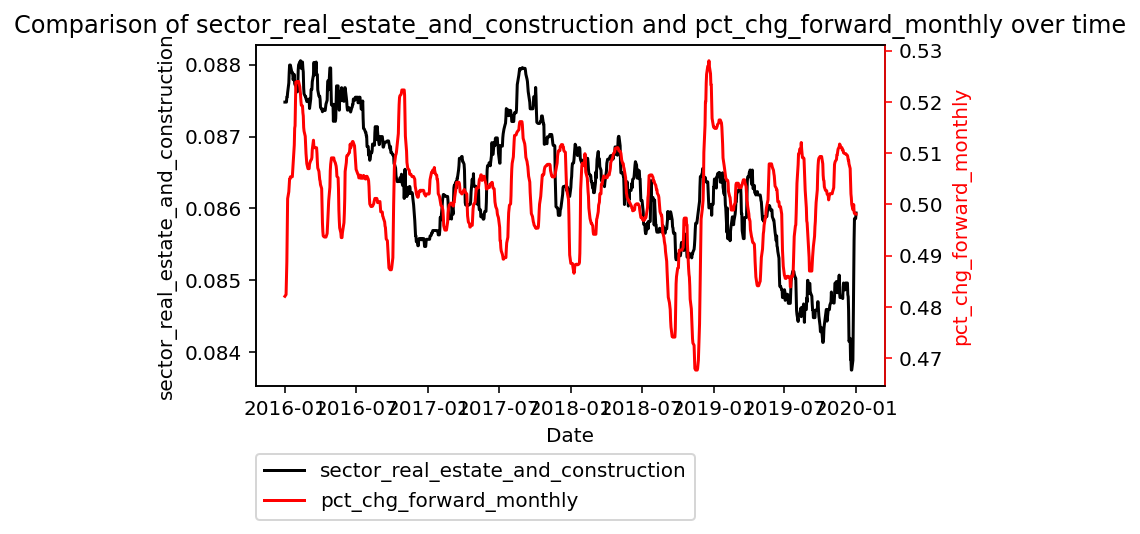 Comparison of sector_real_estate_and_construction and pct_chg_forward_monthly over time
sector_real_estate_and_construction
0.088
0.087
0.086
0.085
0.084
0.53
0.52
0.51
0.50
0.49
0.48
0.47
pct_chg_forward_monthly
2016-01 2016-07 2017-01 2017-07 2018-01 2018-07 2019-01 2019-07 2020-01
Date
sector_real_estate_and_construction
pct_chg_forward_monthly